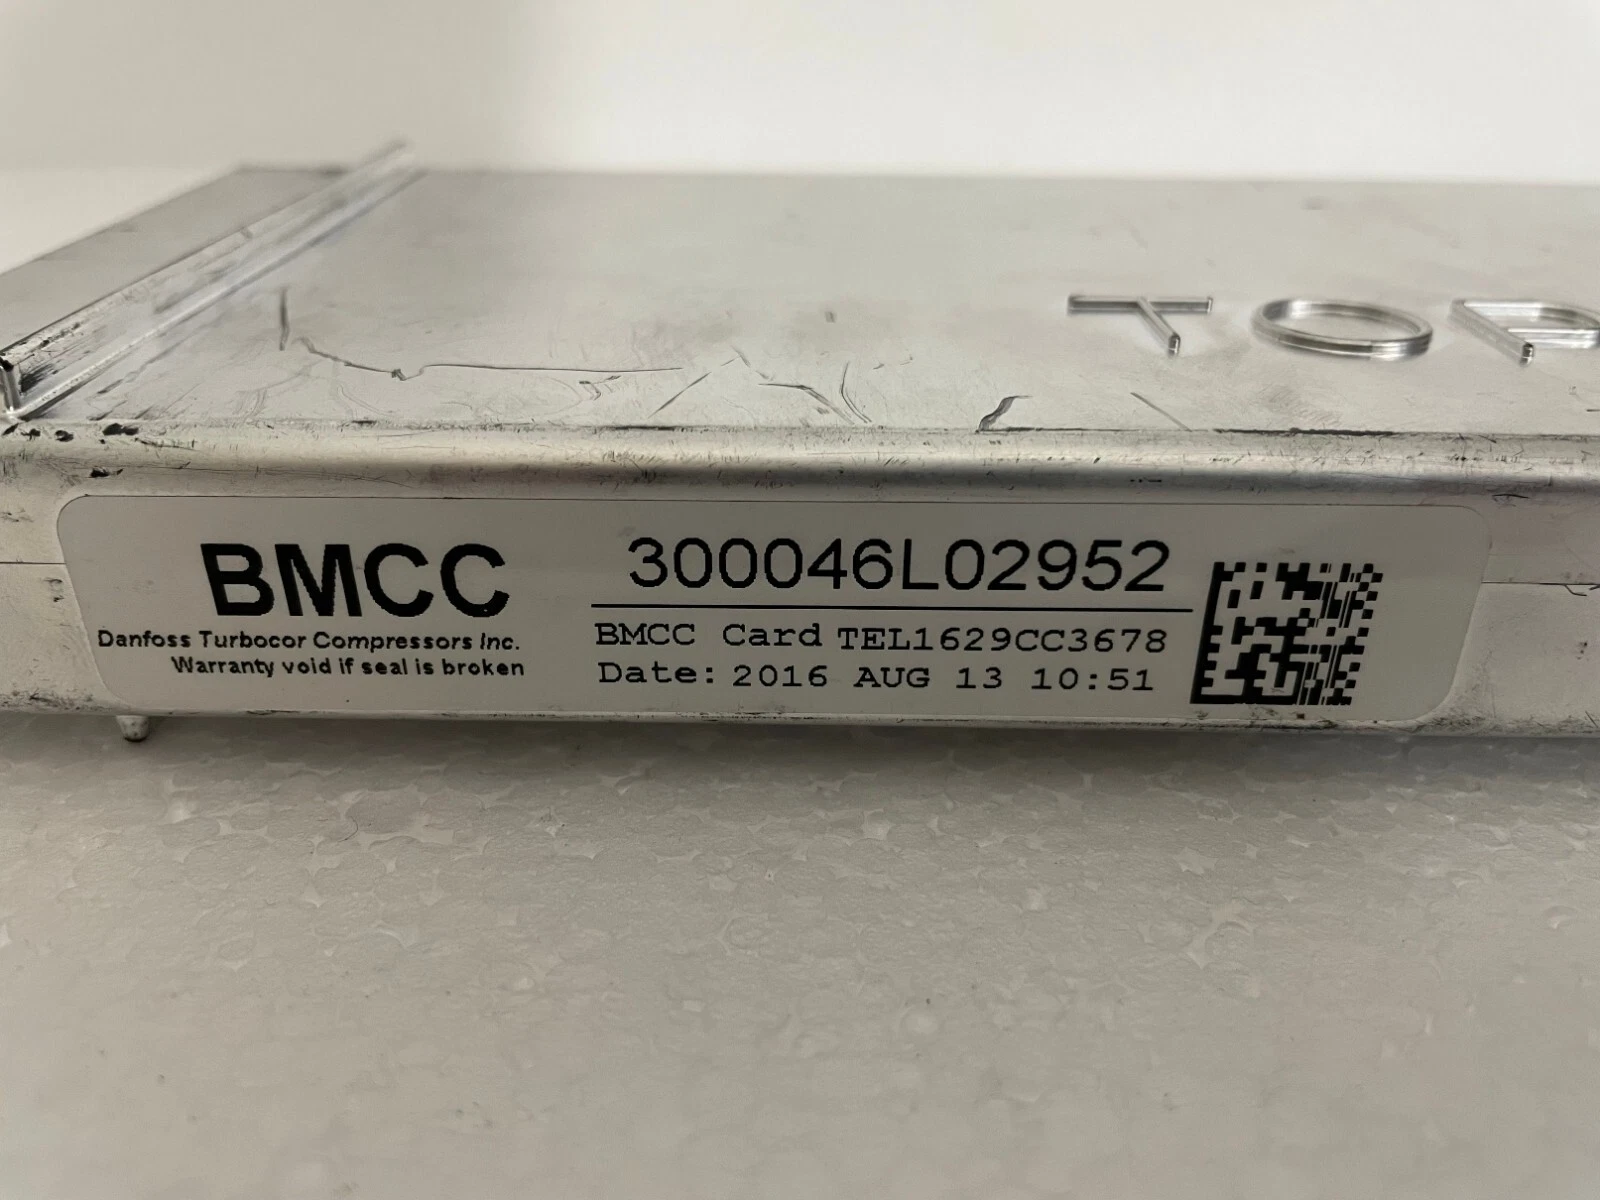 TOP
BMCC
Danfoss Turbocor Compressors Inc.
Warranty void if seal is broken
300046L02952
BMCC Card TEL1629CC3678
Date: 2016 AUG 13 10:51